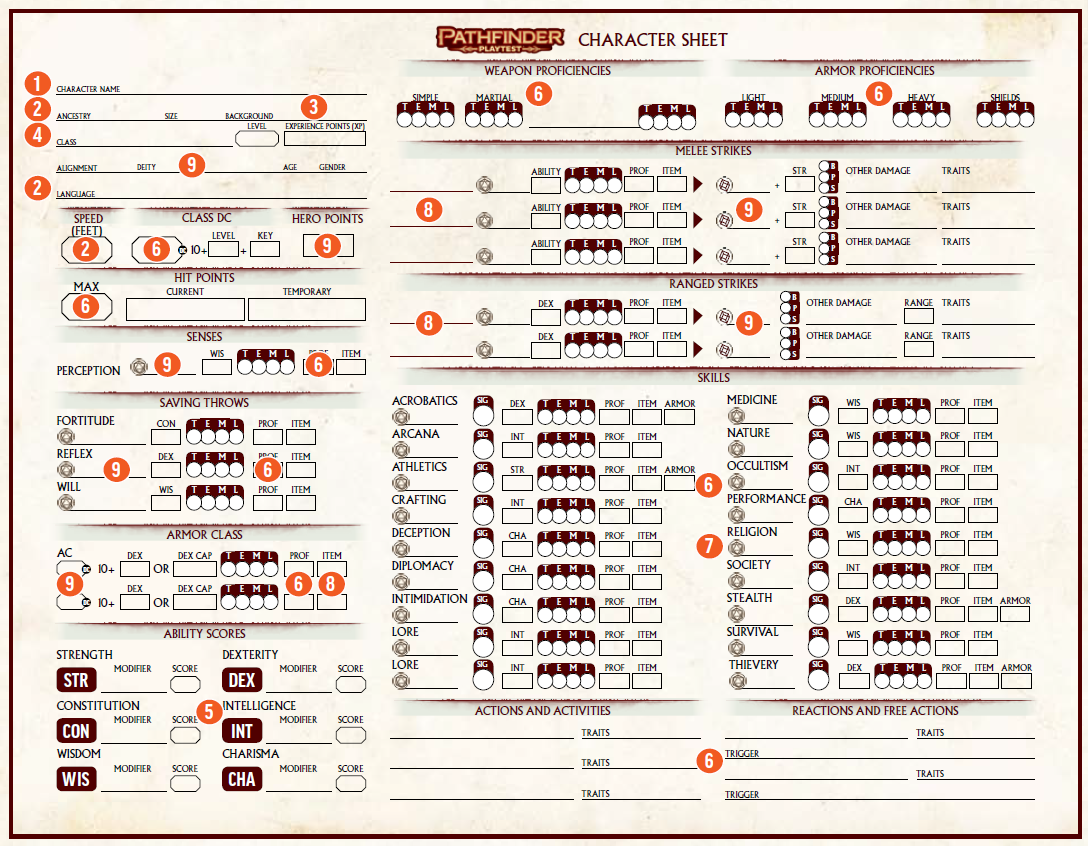 PATHFINDER PLAYTEST CHARACTER SHEET
1 CHARACTER NAME
2 ANCESTRY SIZE BACKGROUND 3
4 CLASS LEVEL EXPERIENCE POINTS (XP)
ALIGNMENT DEITY 9 AGE GENDER
2 LANGUAGE
SPEED (FEET) CLASS DC HERO POINTS
2 6 DC 10+ LEVEL + KEY 9
HIT POINTS
MAX CURRENT TEMPORARY
6
SENSES
PERCEPTION 9 WIS T E M L 6 ITEM
SAVING THROWS
FORTITUDE CON T E M L PROF ITEM
REFLEX 9 DEX T E M L PROF 6 ITEM
WILL WIS T E M L PROF ITEM
ARMOR CLASS
AC DC 10+ DEX OR DEX CAP T E M L PROF ITEM
9 6 8
DC 10+ DEX OR DEX CAP T E M L
ABILITY SCORES
STRENGTH DEXTERITY
STR MODIFIER SCORE DEX MODIFIER SCORE
CONSTITUTION 5 INTELLIGENCE
CON MODIFIER SCORE INT MODIFIER SCORE
WISDOM CHARISMA
WIS MODIFIER SCORE CHA MODIFIER SCORE
WEAPON PROFICIENCIES ARMOR PROFICIENCIES
SIMPLE MARTIAL 6 LIGHT MEDIUM 6 HEAVY SHIELDS
T E M L T E M L T E M L T E M L T E M L T E M L T E M L
MELEE STRIKES
ABILITY T E M L PROF ITEM + STR B P S OTHER DAMAGE TRAITS
8 ABILITY T E M L PROF ITEM 9 + STR B P S OTHER DAMAGE TRAITS
ABILITY T E M L PROF ITEM + STR B P S OTHER DAMAGE TRAITS
RANGED STRIKES
8 DEX T E M L PROF ITEM 9 B P S OTHER DAMAGE RANGE TRAITS
DEX T E M L PROF ITEM B P S OTHER DAMAGE RANGE TRAITS
SKILLS
ACROBATICS SIG DEX T E M L PROF ITEM ARMOR
ARCANA SIG INT T E M L PROF ITEM
ATHLETICS SIG STR T E M L PROF ITEM ARMOR
CRAFTING SIG INT T E M L PROF ITEM
DECEPTION SIG CHA T E M L PROF ITEM
DIPLOMACY SIG CHA T E M L PROF ITEM
INTIMIDATION SIG CHA T E M L PROF ITEM
LORE SIG INT T E M L PROF ITEM
LORE SIG INT T E M L PROF ITEM
6
7
MEDICINE SIG WIS T E M L PROF ITEM
NATURE SIG WIS T E M L PROF ITEM
OCCULTISM SIG INT T E M L PROF ITEM
PERFORMANCE SIG CHA T E M L PROF ITEM
RELIGION SIG WIS T E M L PROF ITEM
SOCIETY SIG INT T E M L PROF ITEM
STEALTH SIG DEX T E M L PROF ITEM ARMOR
SURVIVAL SIG WIS T E M L PROF ITEM
THIEVERY SIG DEX T E M L PROF ITEM ARMOR
ACTIONS AND ACTIVITIES
TRAITS
TRAITS
TRAITS
6
REACTIONS AND FREE ACTIONS
TRAITS
TRIGGER
TRAITS
TRIGGER